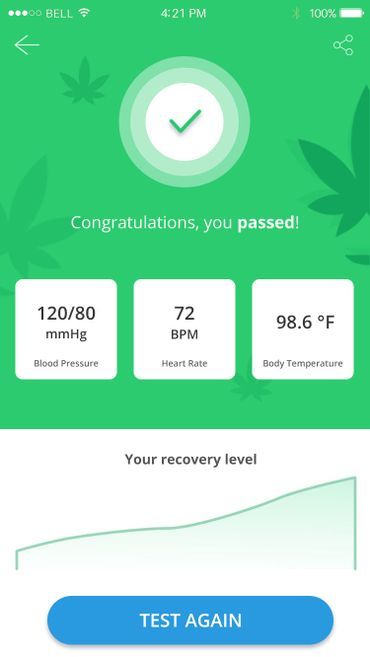 BELL 4:21 PM 100%
Congratulations, you passed!
120/80 72 98.6 °F
mmHg BPM
Blood Pressure Heart Rate Body Temperature
Your recovery level
TEST AGAIN